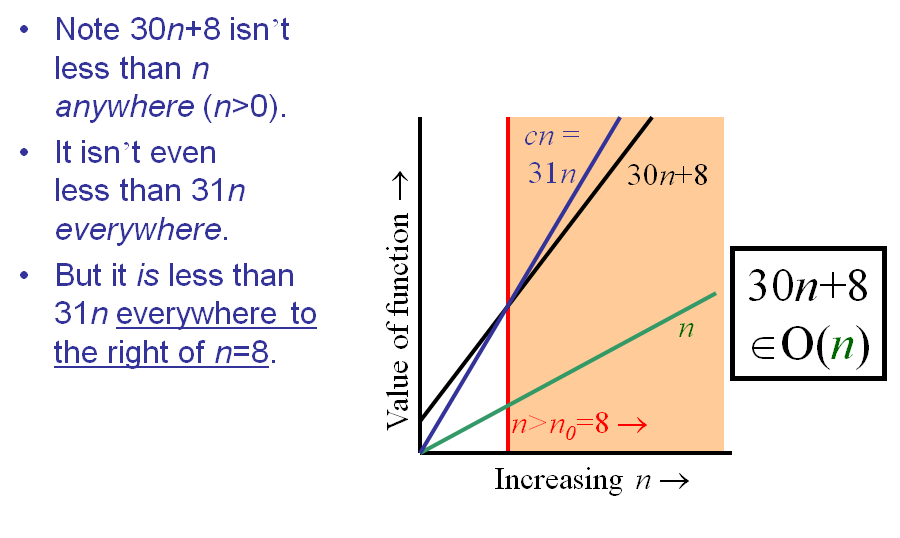 • Note 30n+8 isn’t
less than n
anywhere (n>0).
• It isn’t even
less than 31n
everywhere.
• But it is less than
31n everywhere to
the right of n=8.
cn =
31n
30n+8
n
n>n₀=8 →
Value of function →
Increasing n →
30n+8
∈O(n)